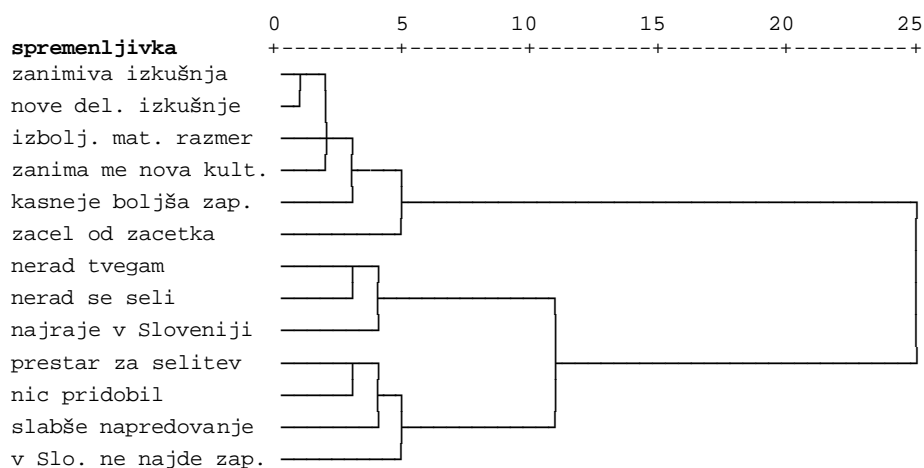 0 5 10 15 20 25
spremenljivka
zanimiva izkušnja
nove del. izkušnje
izbolj. mat. razmer
zanima me nova kult.
kasneje boljša zap.
zacel od zacetka
nerad tvegam
nerad se seli
najraje v Sloveniji
prestar za selitev
nic pridobil
slabše napredovanje
v Slo. ne najde zap.